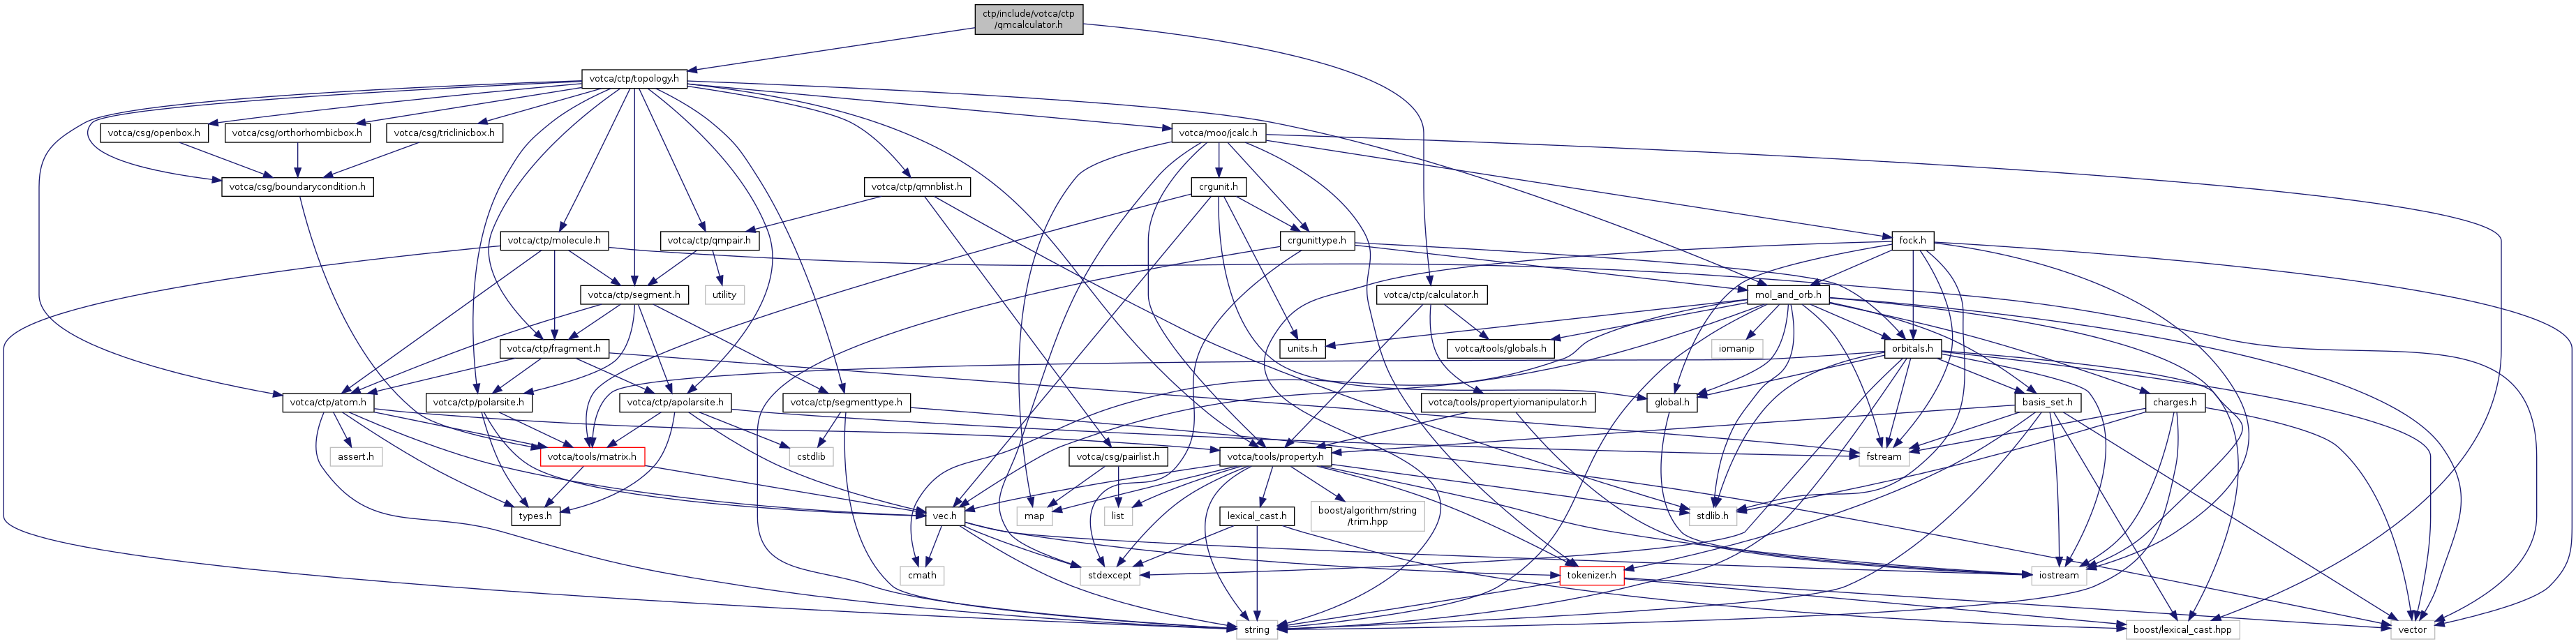 ctp/include/votca/ctp
/qmcalculator.h
votca/ctp/topology.h
votca/csg/openbox.h
votca/csg/orthorhombicbox.h
votca/csg/triclinicbox.h
votca/moo/jcalc.h
votca/csg/boundarycondition.h
votca/ctp/qmnblist.h
crgunit.h
votca/ctp/molecule.h
votca/ctp/qmpair.h
crgunittype.h
fock.h
votca/ctp/segment.h
utility
votca/ctp/calculator.h
mol_and_orb.h
votca/ctp/fragment.h
units.h
votca/tools/globals.h
iomanip
orbitals.h
votca/ctp/atom.h
votca/ctp/polarsite.h
votca/ctp/apolarsite.h
votca/ctp/segmenttype.h
votca/tools/propertyiomanipulator.h
global.h
basis_set.h
charges.h
assert.h
votca/tools/matrix.h
cstdlib
votca/csg/pairlist.h
votca/tools/property.h
fstream
types.h
vec.h
map
list
lexical_cast.h
boost/algorithm/string
/trim.hpp
stdlib.h
cmath
stdexcept
tokenizer.h
iostream
string
boost/lexical_cast.hpp
vector